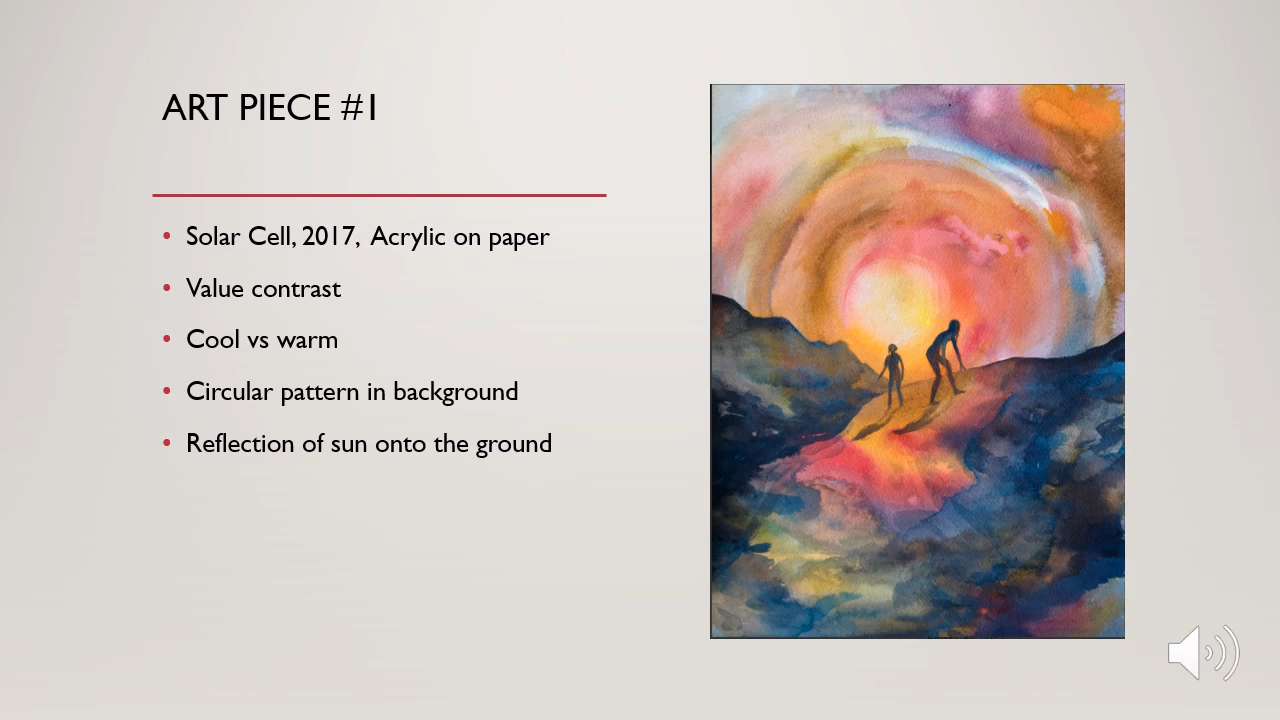 ART PIECE #1
• Solar Cell, 2017, Acrylic on paper
• Value contrast
• Cool vs warm
• Circular pattern in background
• Reflection of sun onto the ground